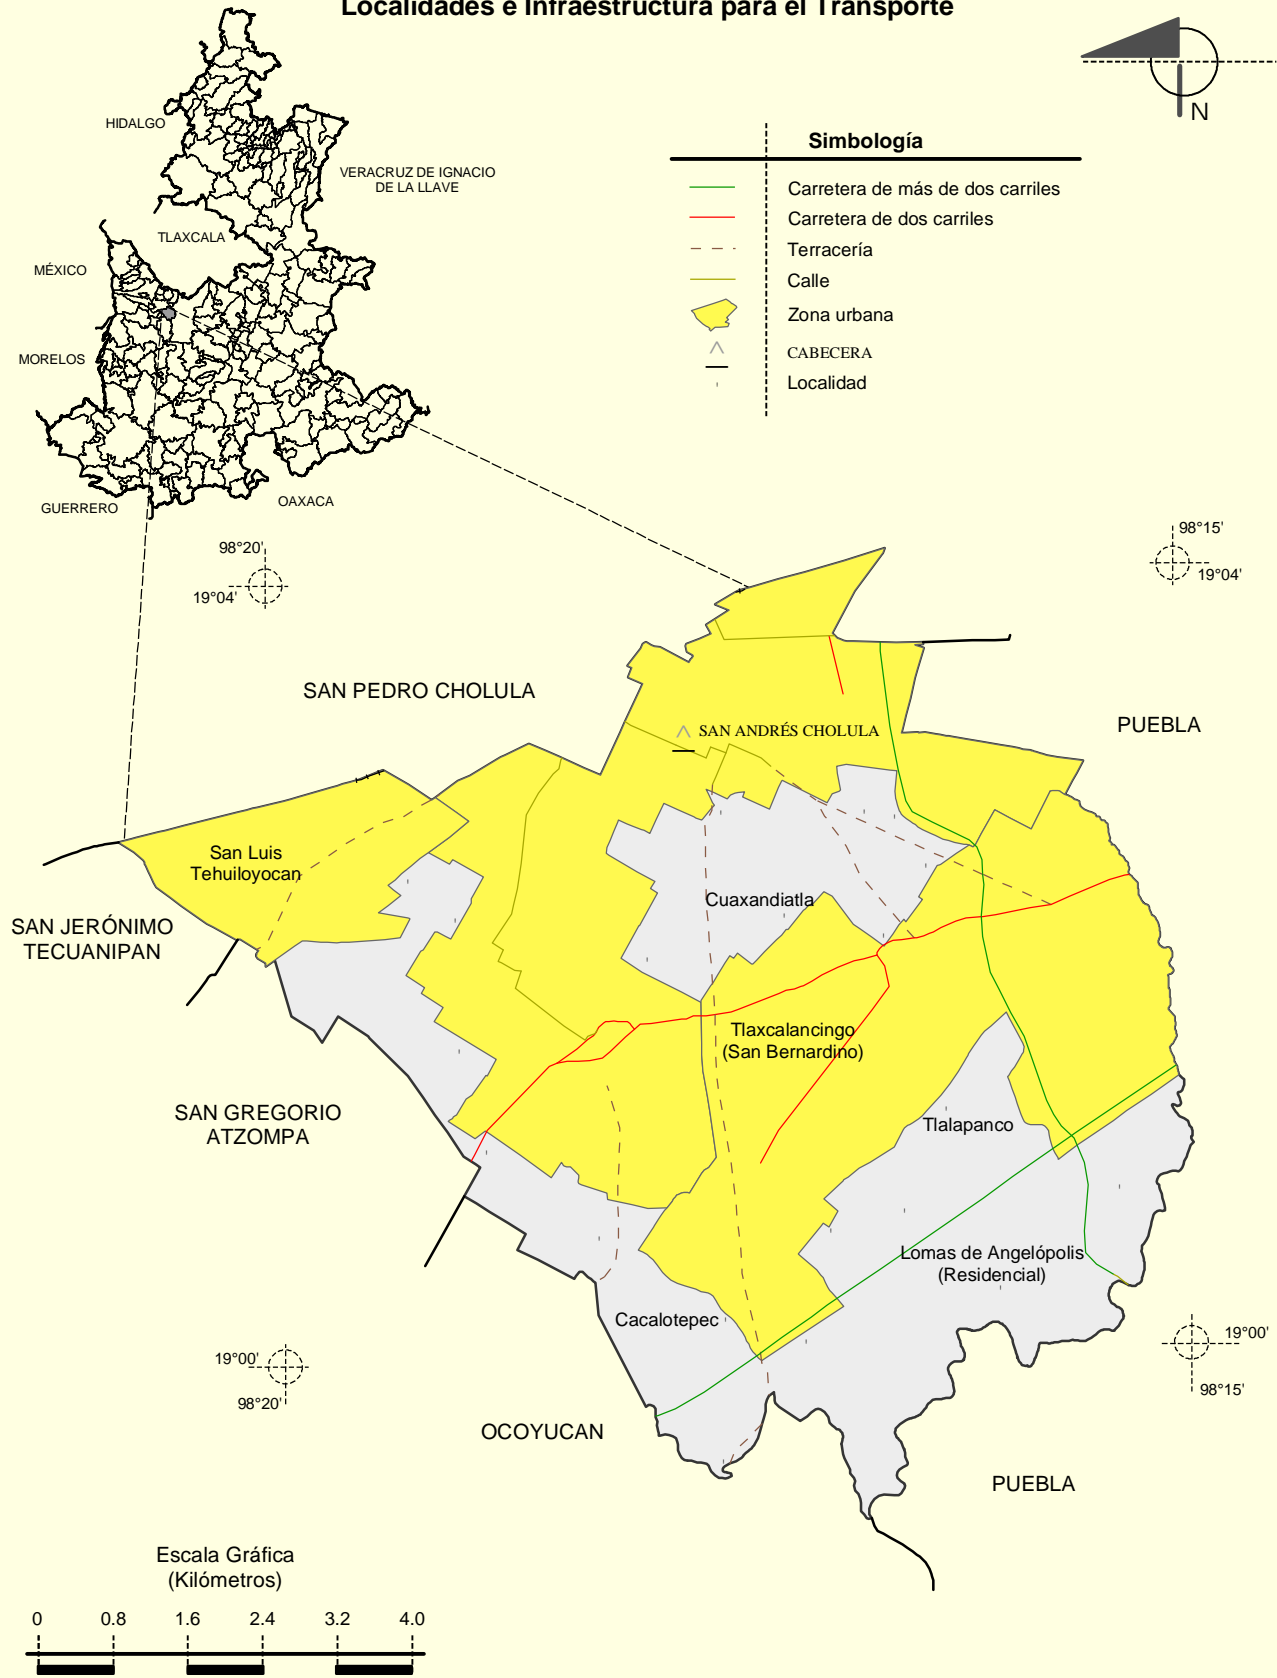 Localidades e Infraestructura para el Transporte
N
HIDALGO
VERACRUZ DE IGNACIO
DE LA LLAVE
TLAXCALA
MÉXICO
MORELOS
GUERRERO
OAXACA
Simbología
Carretera de más de dos carriles
Carretera de dos carriles
Terracería
Calle
Zona urbana
CABECERA
Localidad
98°20'
19°04'
98°15'
19°04'
SAN PEDRO CHOLULA
SAN ANDRÉS CHOLULA
PUEBLA
San Luis
Tehuiloyocan
Cuaxandiatla
SAN JERÓNIMO
TECUANIPAN
Tlaxcalancingo
(San Bernardino)
SAN GREGORIO
ATZOMPA
Tlalapanco
Lomas de Angelópolis
(Residencial)
Cacalotepec
19°00'
98°20'
19°00'
98°15'
OCOYUCAN
PUEBLA
Escala Gráfica
(Kilómetros)
0 0.8 1.6 2.4 3.2 4.0